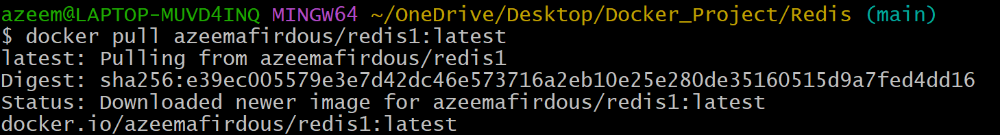 azeem@LAPTOP-MUVD4INQ MINGW64 ~/OneDrive/Desktop/Docker_Project/Redis (main)
$ docker pull azeemafirdous/redis1:latest
latest: Pulling from azeemafirdous/redis1
Digest: sha256:e39ec005579e3e7d42dc46e573716a2eb10e25e280de35160515d9a7fed4dd16
Status: Downloaded newer image for azeemafirdous/redis1:latest
docker.io/azeemafirdous/redis1:latest